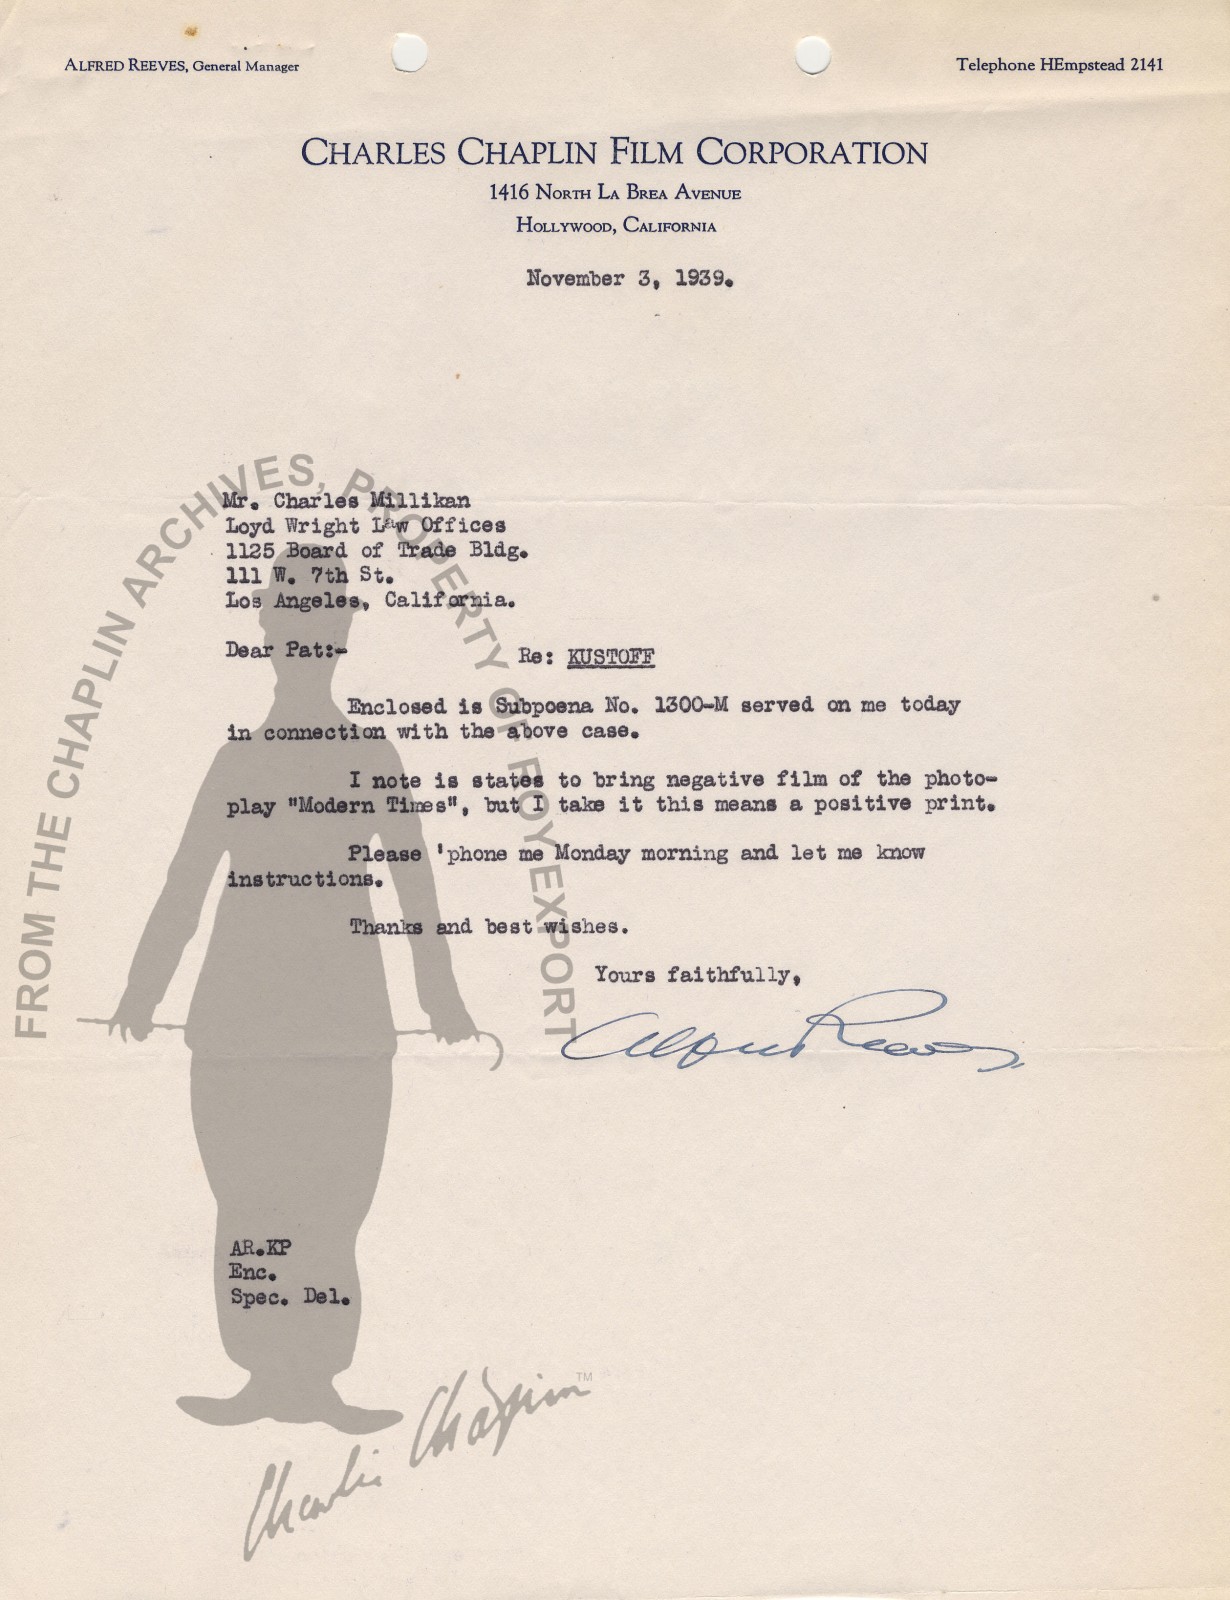 ALFRED REEVES, General Manager
Telephone HEmpstead 2141
CHARLES CHAPLIN FILM CORPORATION
1416 NORTH LA BREA AVENUE
HOLLYWOOD, CALIFORNIA
November 3, 1939.
Mr. Charles Millikan
Loyd Wright Law Offices
1125 Board of Trade Bldg.
111 W. 7th St.
Los Angeles, California.
Dear Pat:-
Re: KUSTOFF
Enclosed is Subpoena No. 1300-M served on me today
in connection with the above case.
I note is states to bring negative film of the photo-
play "Modern Times", but I take it this means a positive print.
Please 'phone me Monday morning and let me know
instructions.
Thanks and best wishes.
Yours faithfully,
Alfred Reeves
AR.KP
Enc.
Spec. Del.
FROM THE CHAPLIN ARCHIVES, PROPERTY OF ROY EXPORT
Charlie Chaplin TM